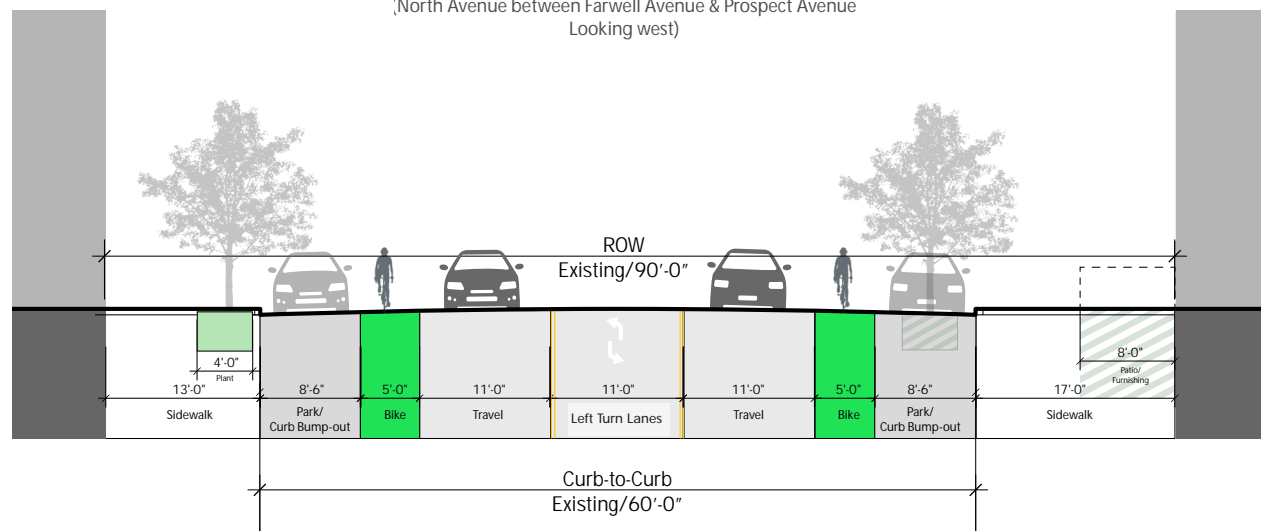 (North Avenue between Farwell Avenue & Prospect Avenue
Looking west)
ROW
Existing/90'-0"
4'-0"
Plant
8'-0"
Patio/
Furnishing
13'-0"
8'-6"
5'-0"
11'-0"
11'-0"
11'-0"
5'-0"
8'-6"
17'-0"
Sidewalk
Park/
Curb Bump-out
Bike
Travel
Left Turn Lanes
Travel
Bike
Park/
Curb Bump-out
Sidewalk
Curb-to-Curb
Existing/60'-0"